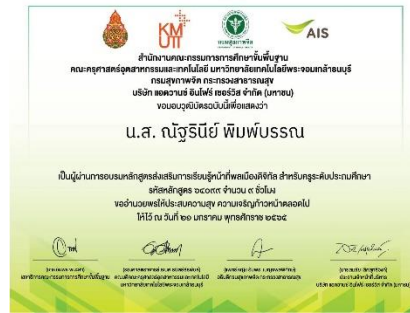 KM
UTT
กรมสุขภาพจิต
AIS
สำนักงานคณะกรรมการการศึกษาขั้นพื้นฐาน
คณะครุศาสตร์อุตสาหกรรมและเทคโนโลยี มหาวิทยาลัยเทคโนโลยีพระจอมเกล้าธนบุรี
กรมสุขภาพจิต กระทรวงสาธารณสุข
บริษัท แอดวานซ์ อินโฟร์ เซอร์วิส จำกัด (มหาชน)
ขอมอบวุฒิบัตรฉบับนี้เพื่อแสดงว่า
น.ส. ณัฐรินีย์ พิมพ์บรรณ
เป็นผู้ผ่านการอบรมหลักสูตรส่งเสริมการเรียนรู้หน้าที่พลเมืองดิจิทัล สำหรับครูระดับประถมศึกษา
รหัสหลักสูตร ๖๔๐๙๙ จำนวน ๙ ชั่วโมง
ขออำนวยพรให้ประสบความสุข ความเจริญก้าวหน้าตลอดไป
ให้ไว้ ณ วันที่ ๒๐ มกราคม พุทธศักราช ๒๕๖๕